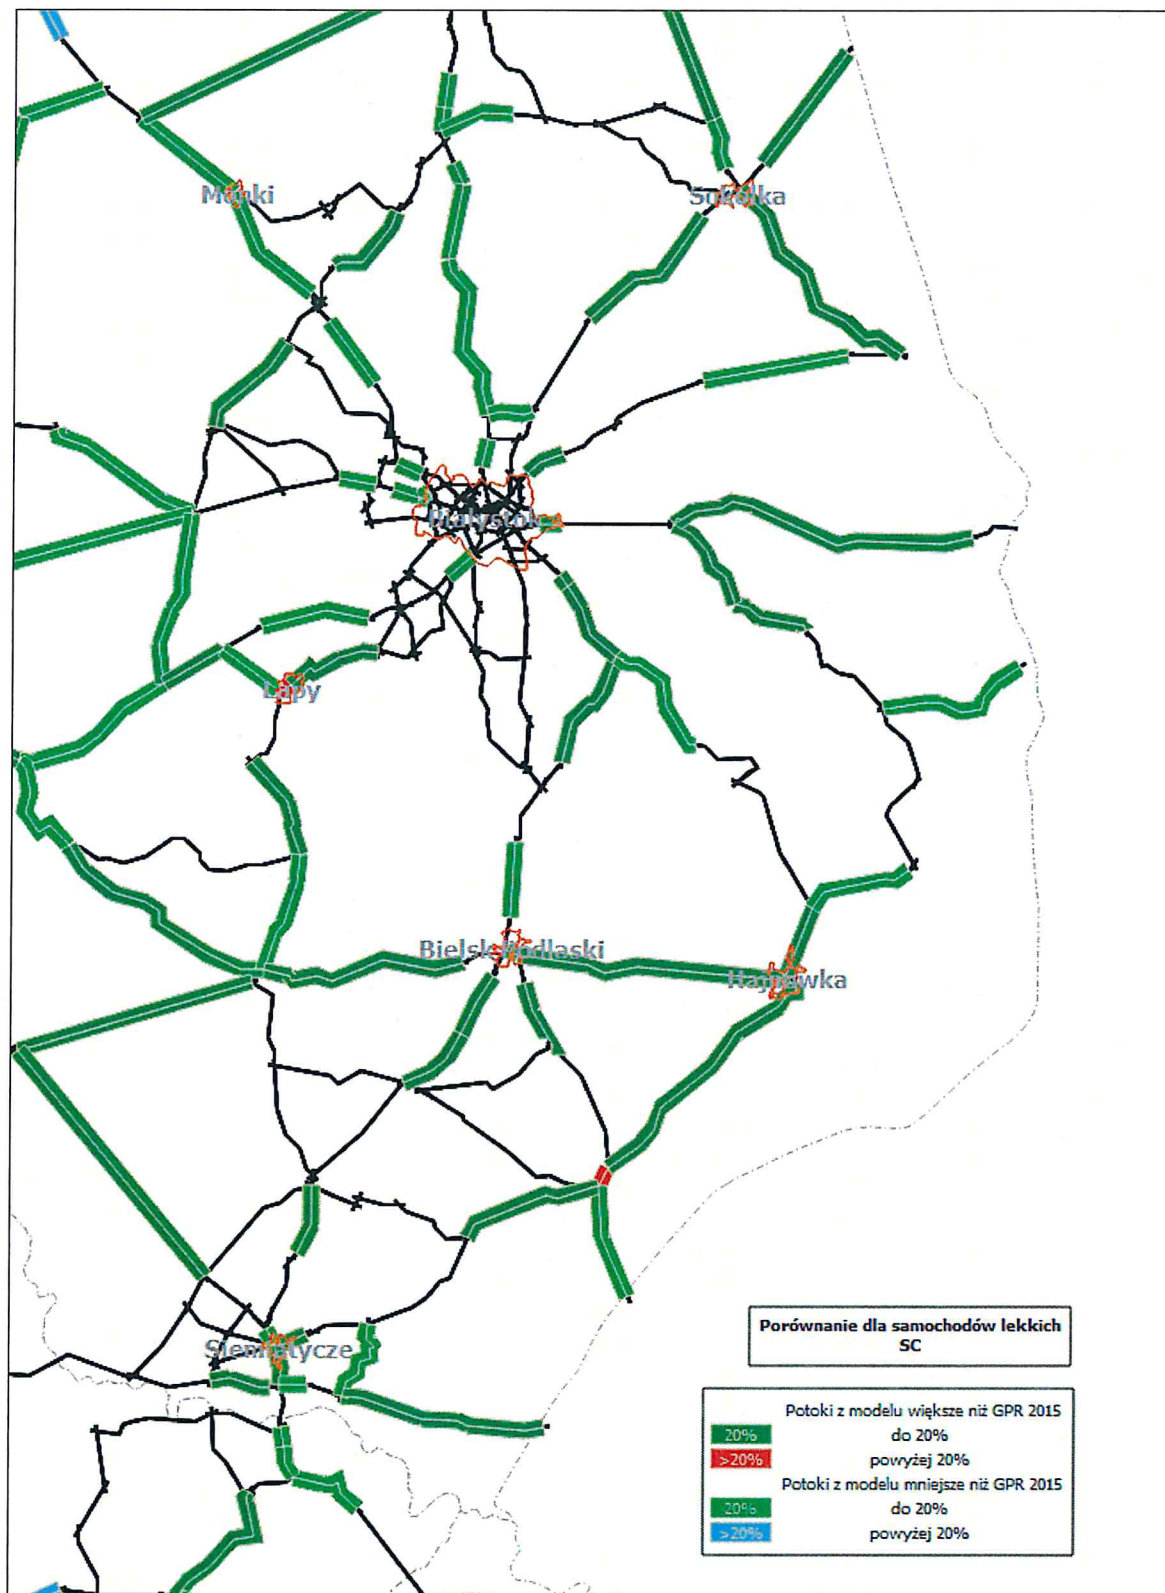 Mońki
Sokółka
Białystok
Łapy
Bielsk Podlaski
Hajnówka
Siemiatycze
Porównanie dla samochodów lekkich
SC
Potoki z modelu większe niż GPR 2015
20% do 20%
>20% powyżej 20%
Potoki z modelu mniejsze niż GPR 2015
20% do 20%
>20% powyżej 20%